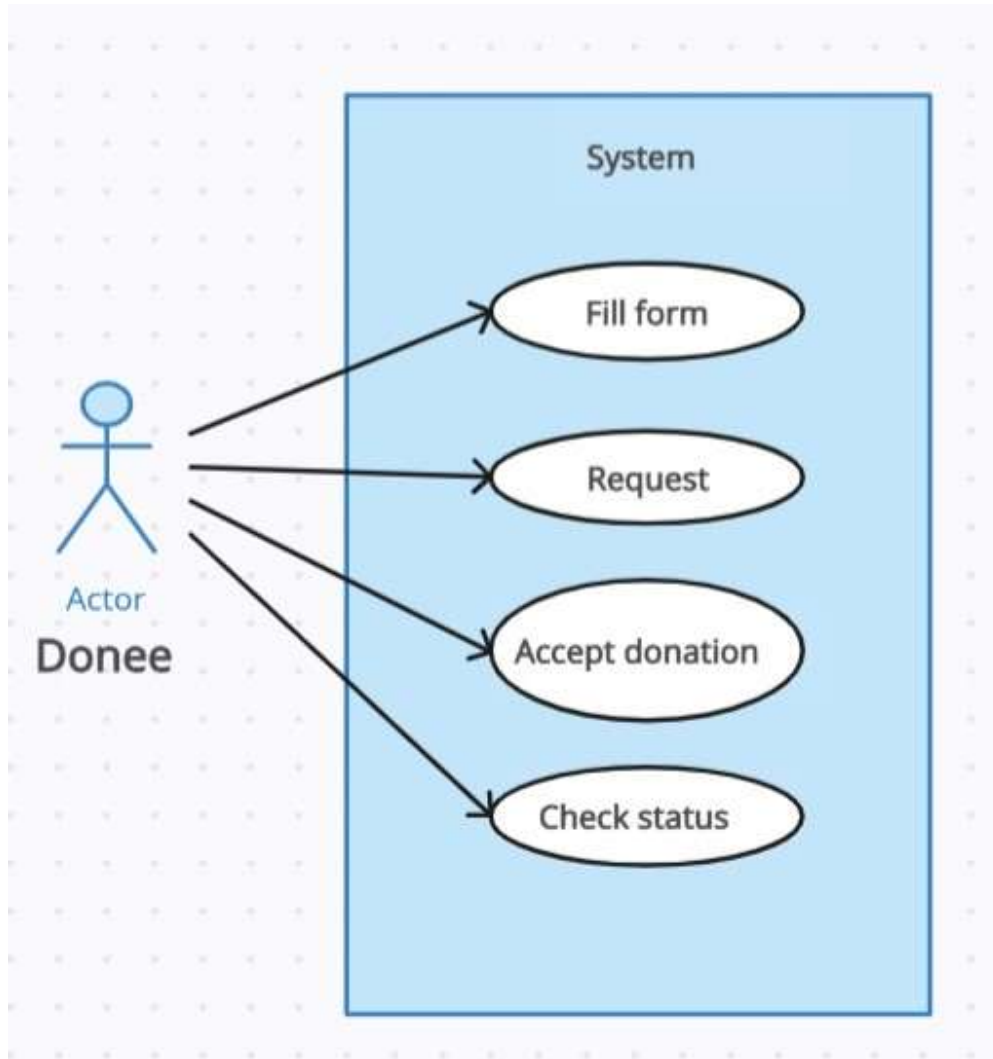 System
Fill form
Request
Actor
Donee
Accept donation
Check status